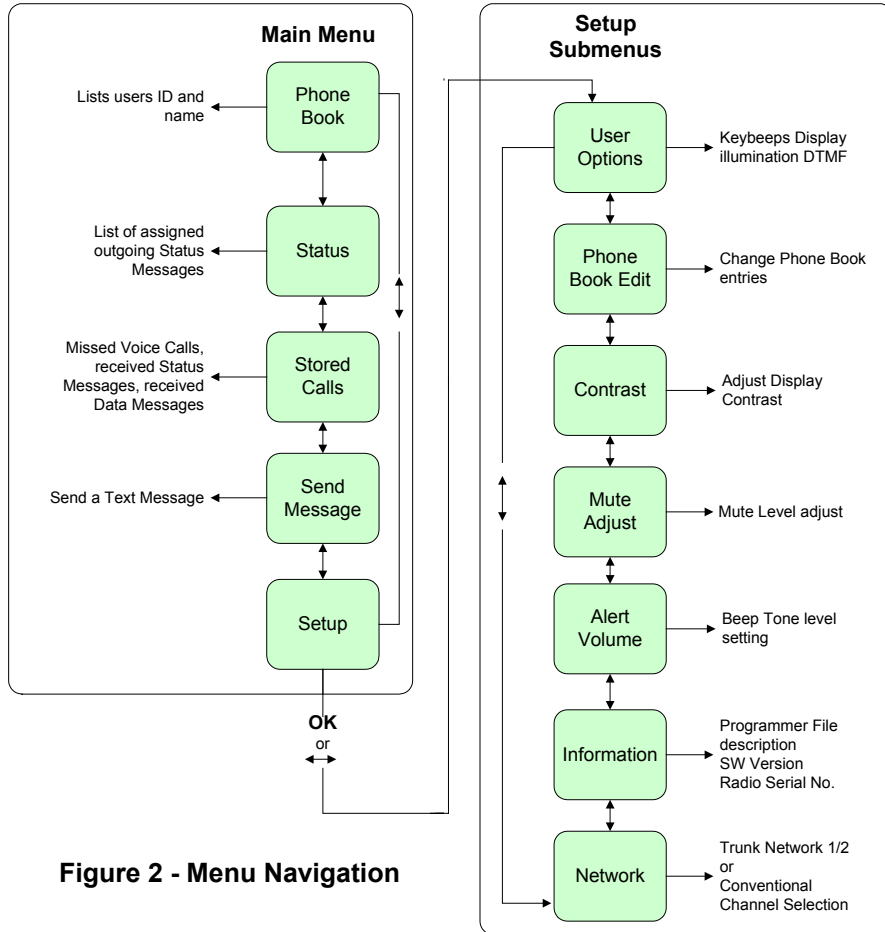 Main Menu
Phone
Book
Lists users ID and
name
Status
List of assigned
outgoing Status
Messages
Stored
Calls
Missed Voice Calls,
received Status
Messages, received
Data Messages
Send
Message
Send a Text Message
Setup
OK
or
Setup
Submenus
User
Options
Keybeeps Display
illumination DTMF
Phone
Book Edit
Change Phone Book
entries
Contrast
Adjust Display
Contrast
Mute
Adjust
Mute Level adjust
Alert
Volume
Beep Tone level
setting
Information
Programmer File
description
SW Version
Radio Serial No.
Network
Trunk Network 1/2
or
Conventional
Channel Selection
Figure 2 - Menu Navigation